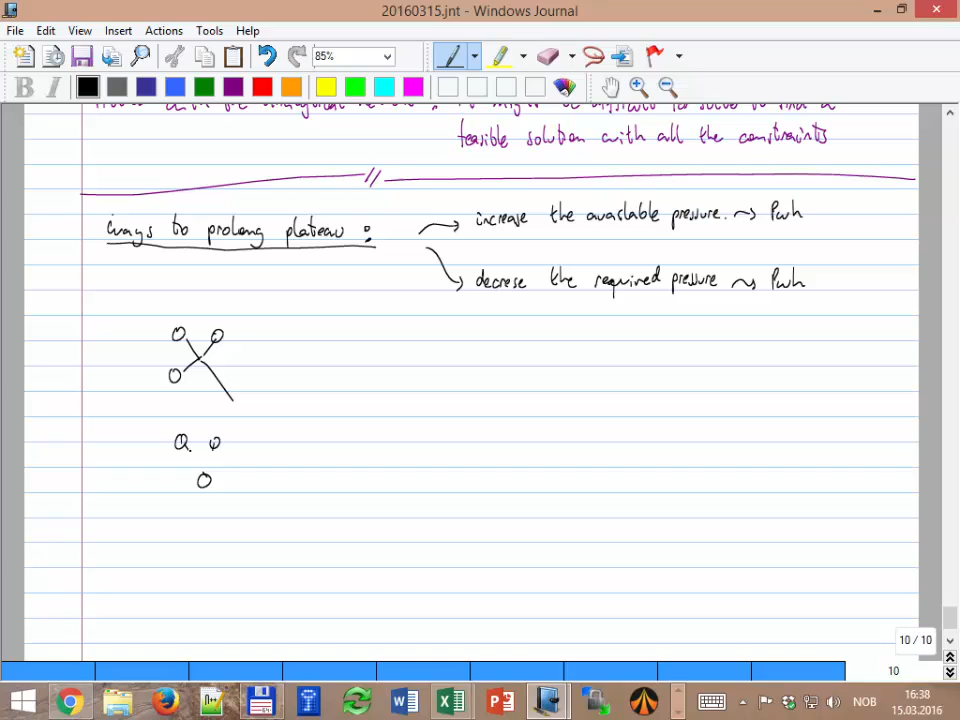 20160315.jnt - Windows Journal
File Edit View Insert Actions Tools Help
85%
B I
feasible solution with all the constraints
Ways to prolong plateau :
increase the available pressure. Pwh
decrese the required pressure Pwh
10 / 10
10
NOB
16:38
15.03.2016